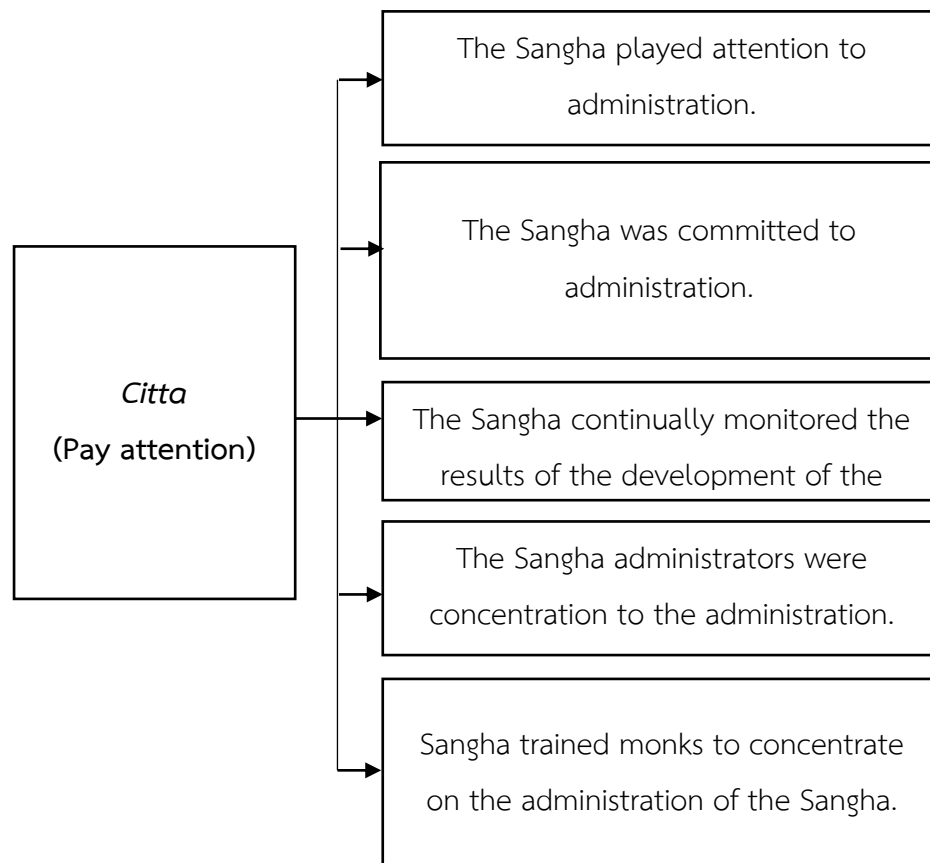 The Sangha played attention to
administration.
The Sangha was committed to
administration.
Citta
(Pay attention)
The Sangha continually monitored the
results of the development of the
The Sangha administrators were
concentration to the administration.
Sangha trained monks to concentrate
on the administration of the Sangha.